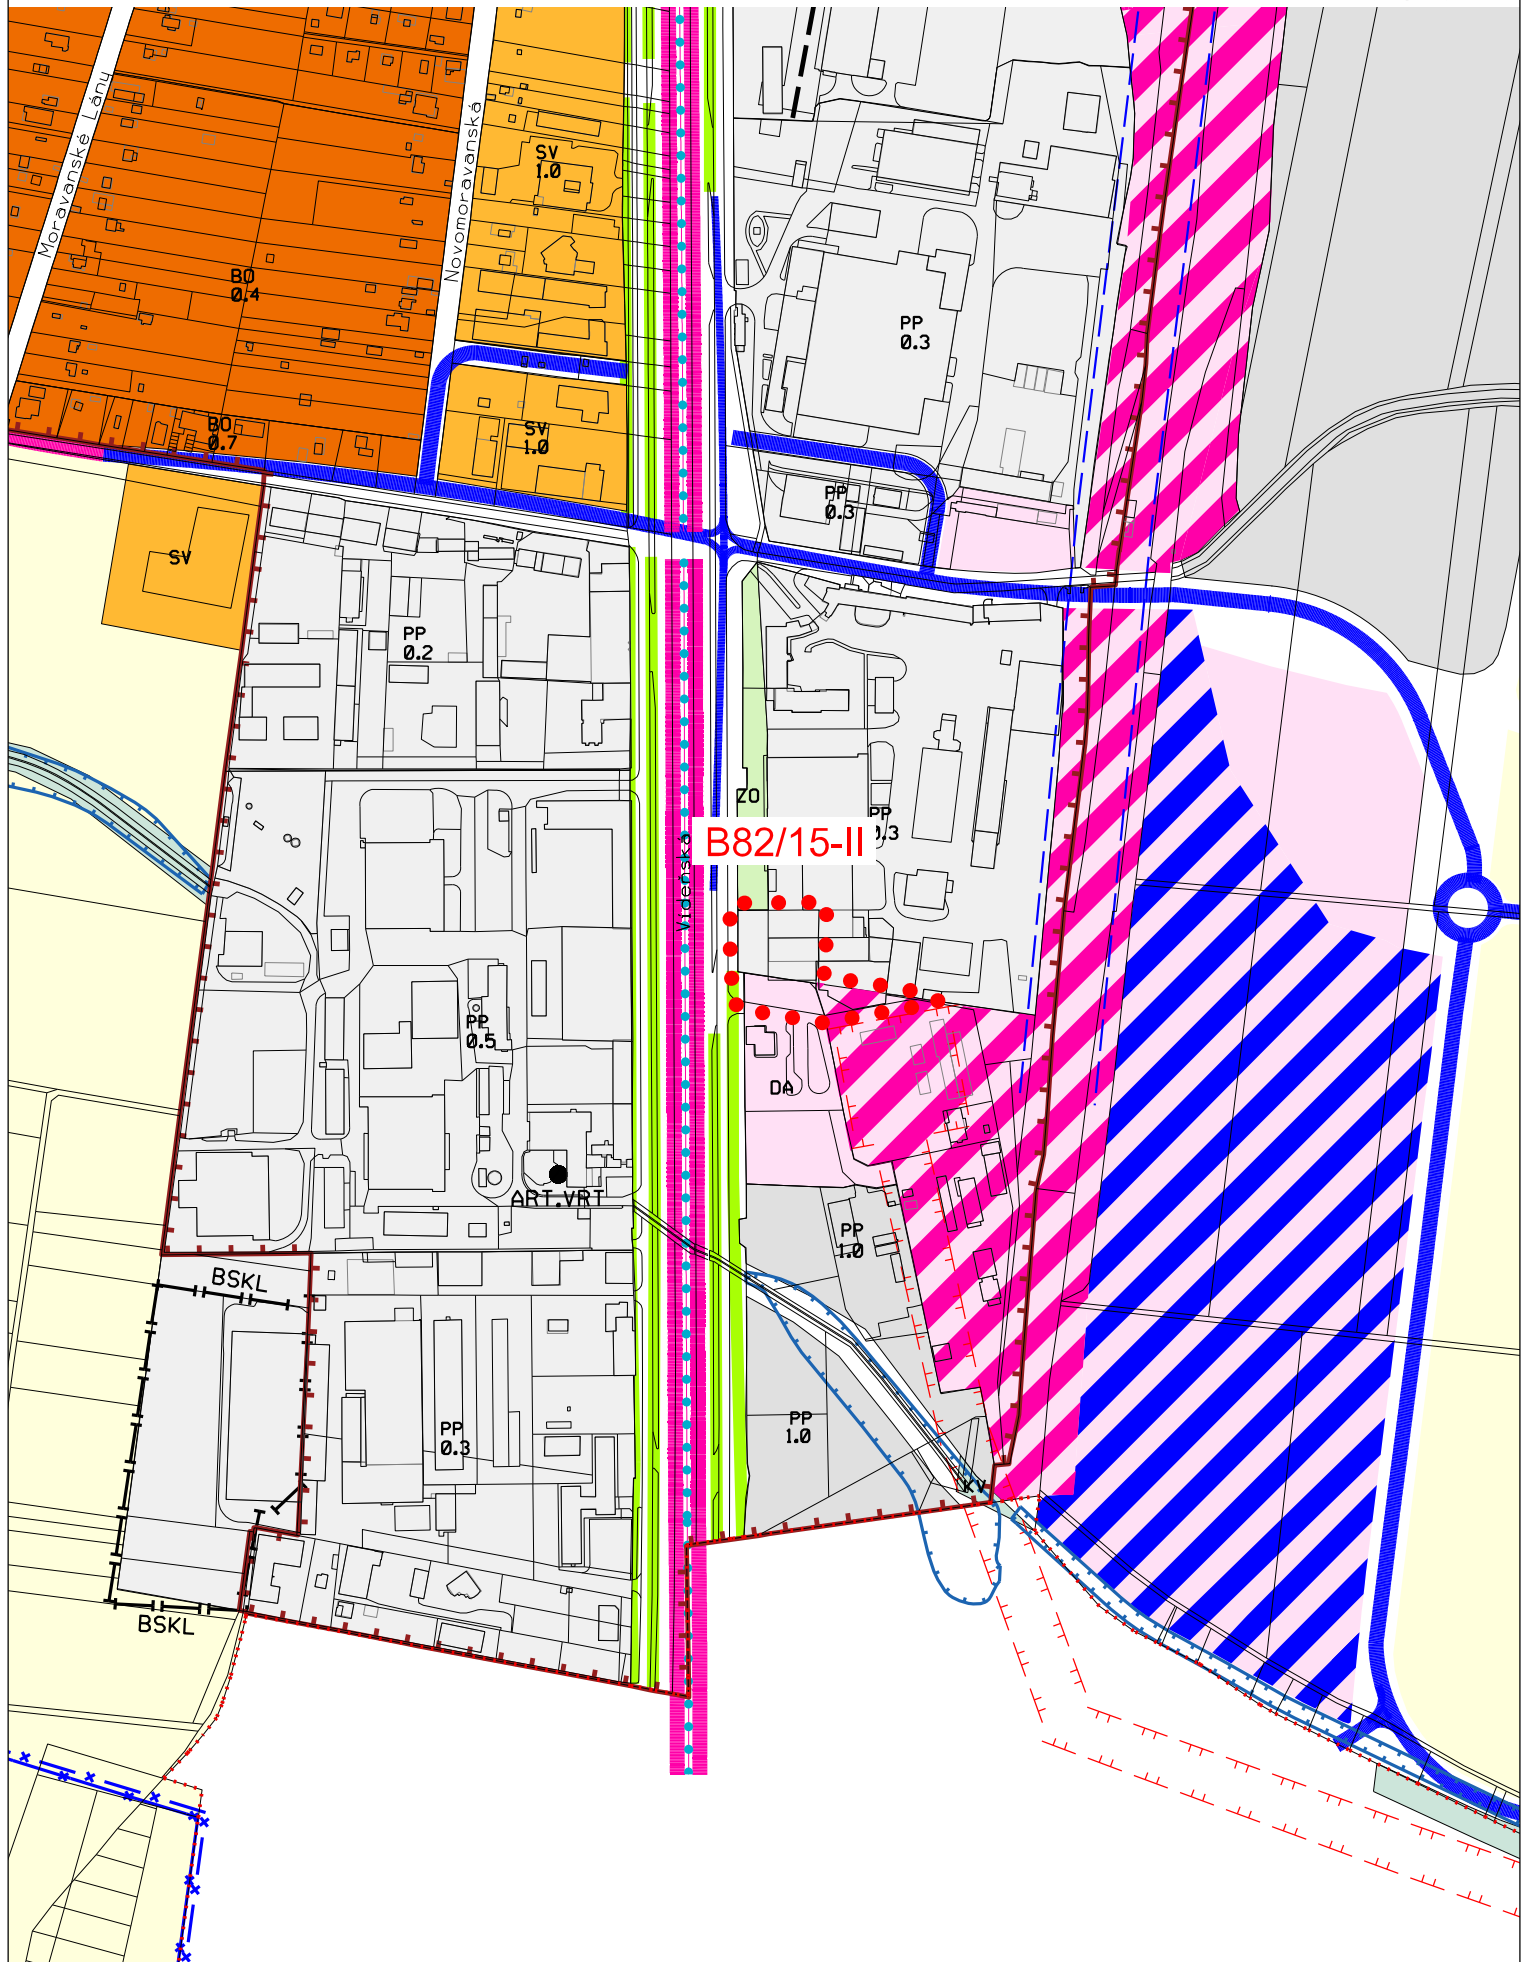 Moravanské Lány
Novomoravanská
SV
1.0
BO
0.4
PP
0.3
BO
0.7
SV
1.0
PP
0.3
SV
PP
0.2
ZO
PP
0.3
B82/15-II
Vídeňská
PP
0.5
DA
ART.VRT
PP
1.0
BSKL
PP
1.0
PP
0.3
KV
BSKL